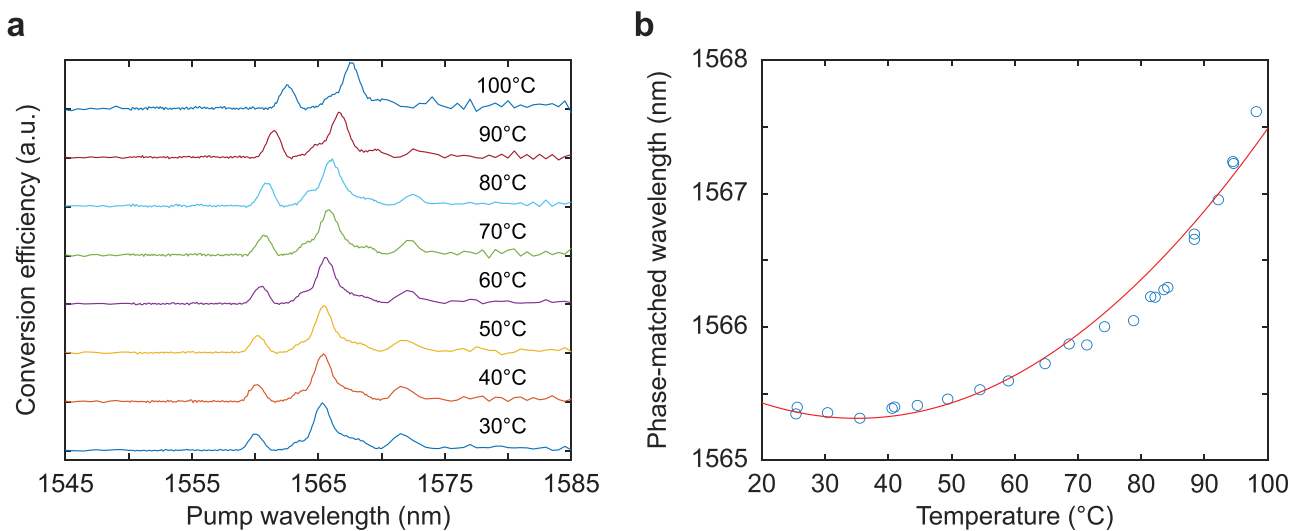 a
Conversion efficiency (a.u.)
100°C
90°C
80°C
70°C
60°C
50°C
40°C
30°C
1545 1555 1565 1575 1585
Pump wavelength (nm)
b
Phase-matched wavelength (nm)
1568
1567
1566
1565
20 30 40 50 60 70 80 90 100
Temperature (°C)